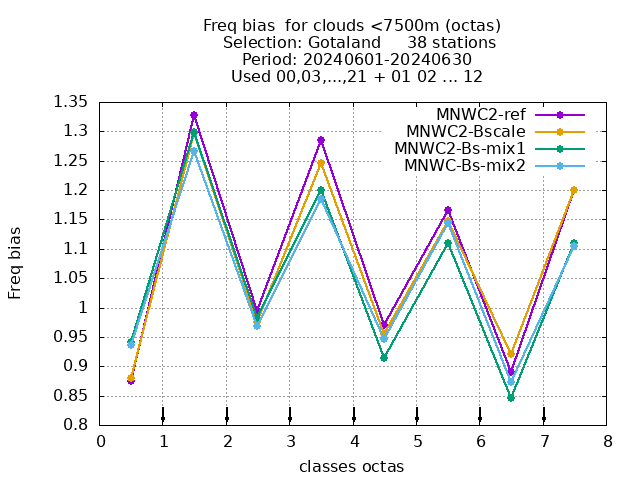 Freq bias  for clouds <7500m (octas)
Selection: Gotaland     38 stations
Period: 20240601-20240630
Used 00,03,...,21 + 01 02 ... 12
MNWC2-ref
MNWC2-Bscale
MNWC2-Bs-mix1
MNWC-Bs-mix2
Freq bias
1.35
1.3
1.25
1.2
1.15
1.1
1.05
1
0.95
0.9
0.85
0.8
0 1 2 3 4 5 6 7 8
classes octas